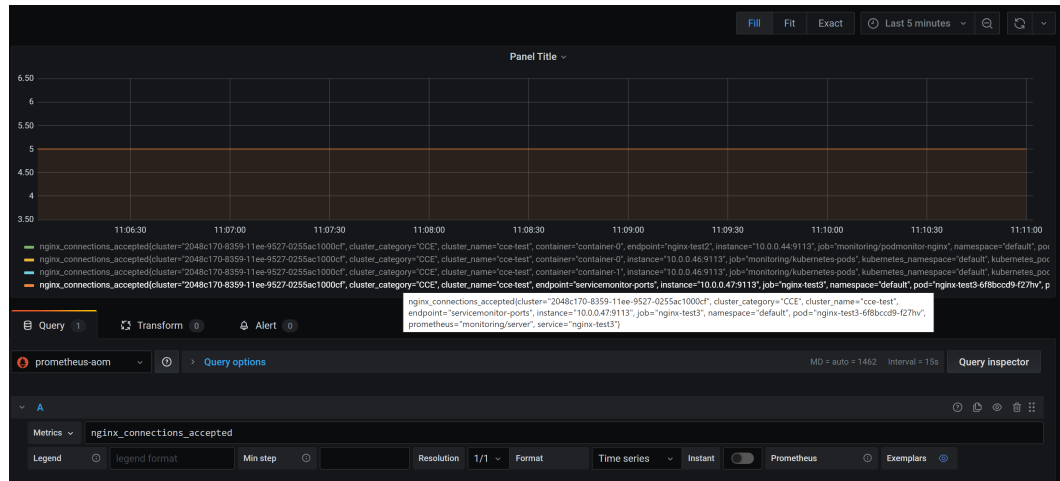 Fill Fit Exact Last 5 minutes
Panel Title
6.50
6
5.50
5
4.50
4
3.50
11:06:30 11:07:00 11:07:30 11:08:00 11:08:30 11:09:00 11:09:30 11:10:00 11:10:30 11:11:00
nginx_connections_accepted{cluster="2048c170-8359-11ee-9527-0255ac1000cf", cluster_category="CCE", cluster_name="cce-test", container="container-0", endpoint="nginx-test2", instance="10.0.0.44:9113", job="monitoring/podmonitor-nginx", namespace="default", poc
nginx_connections_accepted{cluster="2048c170-8359-11ee-9527-0255ac1000cf", cluster_category="CCE", cluster_name="cce-test", container="container-0", instance="10.0.0.46:9113", job="monitoring/kubernetes-pods", kubernetes_namespace="default", kubernetes_poc
nginx_connections_accepted{cluster="2048c170-8359-11ee-9527-0255ac1000cf", cluster_category="CCE", cluster_name="cce-test", container="container-1", instance="10.0.0.46:9113", job="monitoring/kubernetes-pods", kubernetes_namespace="default", kubernetes_poc
nginx_connections_accepted{cluster="2048c170-8359-11ee-9527-0255ac1000cf", cluster_category="CCE", cluster_name="cce-test", endpoint="servicemonitor-ports", instance="10.0.0.47:9113", job="nginx-test3", namespace="default", pod="nginx-test3-6f8bccd9-f27hv", p
nginx_connections_accepted{cluster="2048c170-8359-11ee-9527-0255ac1000cf", cluster_category="CCE", cluster_name="cce-test",
endpoint="servicemonitor-ports", instance="10.0.0.47:9113", job="nginx-test3", namespace="default", pod="nginx-test3-6f8bccd9-f27hv",
prometheus="monitoring/server", service="nginx-test3"}
Query 1 Transform 0 Alert 0
prometheus-aom Query options MD = auto = 1462 Interval = 15s Query inspector
A
Metrics nginx_connections_accepted
Legend legend format Min step Resolution 1/1 Format Time series Instant Prometheus Exemplars